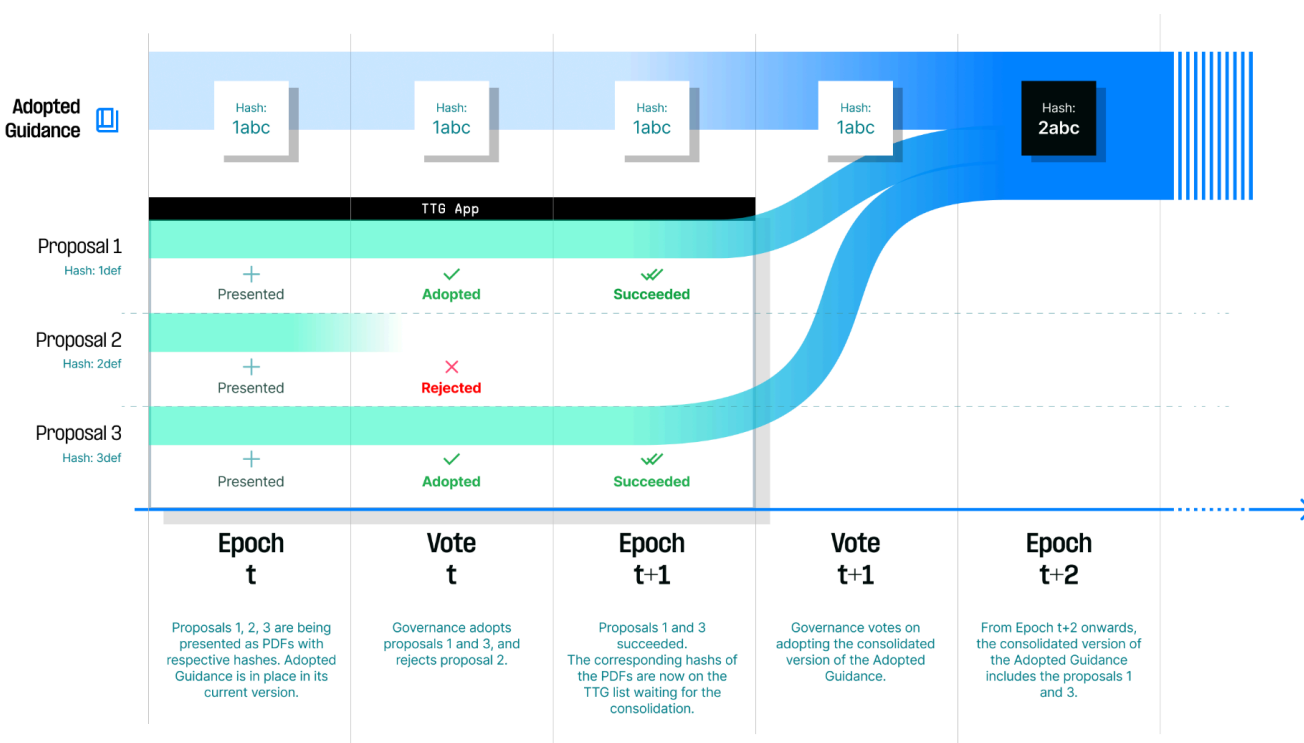 Adopted
Guidance
Hash:
1abc
Hash:
1abc
Hash:
1abc
Hash:
1abc
Hash:
2abc
TTG App
Proposal 1
Hash: 1def
Presented
Adopted
Succeeded
Proposal 2
Hash: 2def
Presented
Rejected
Proposal 3
Hash: 3def
Presented
Adopted
Succeeded
Epoch
t
Vote
t
Epoch
t+1
Vote
t+1
Epoch
t+2
Proposals 1, 2, 3 are being
presented as PDFs with
respective hashes. Adopted
Guidance is in place in its
current version.
Governance adopts
proposals 1 and 3, and
rejects proposal 2.
Proposals 1 and 3
succeeded.
The corresponding hashs of
the PDFs are now on the
TTG list waiting for the
consolidation.
Governance votes on
adopting the consolidated
version of the Adopted
Guidance.
From Epoch t+2 onwards,
the consolidated version of
the Adopted Guidance
includes the proposals 1
and 3.